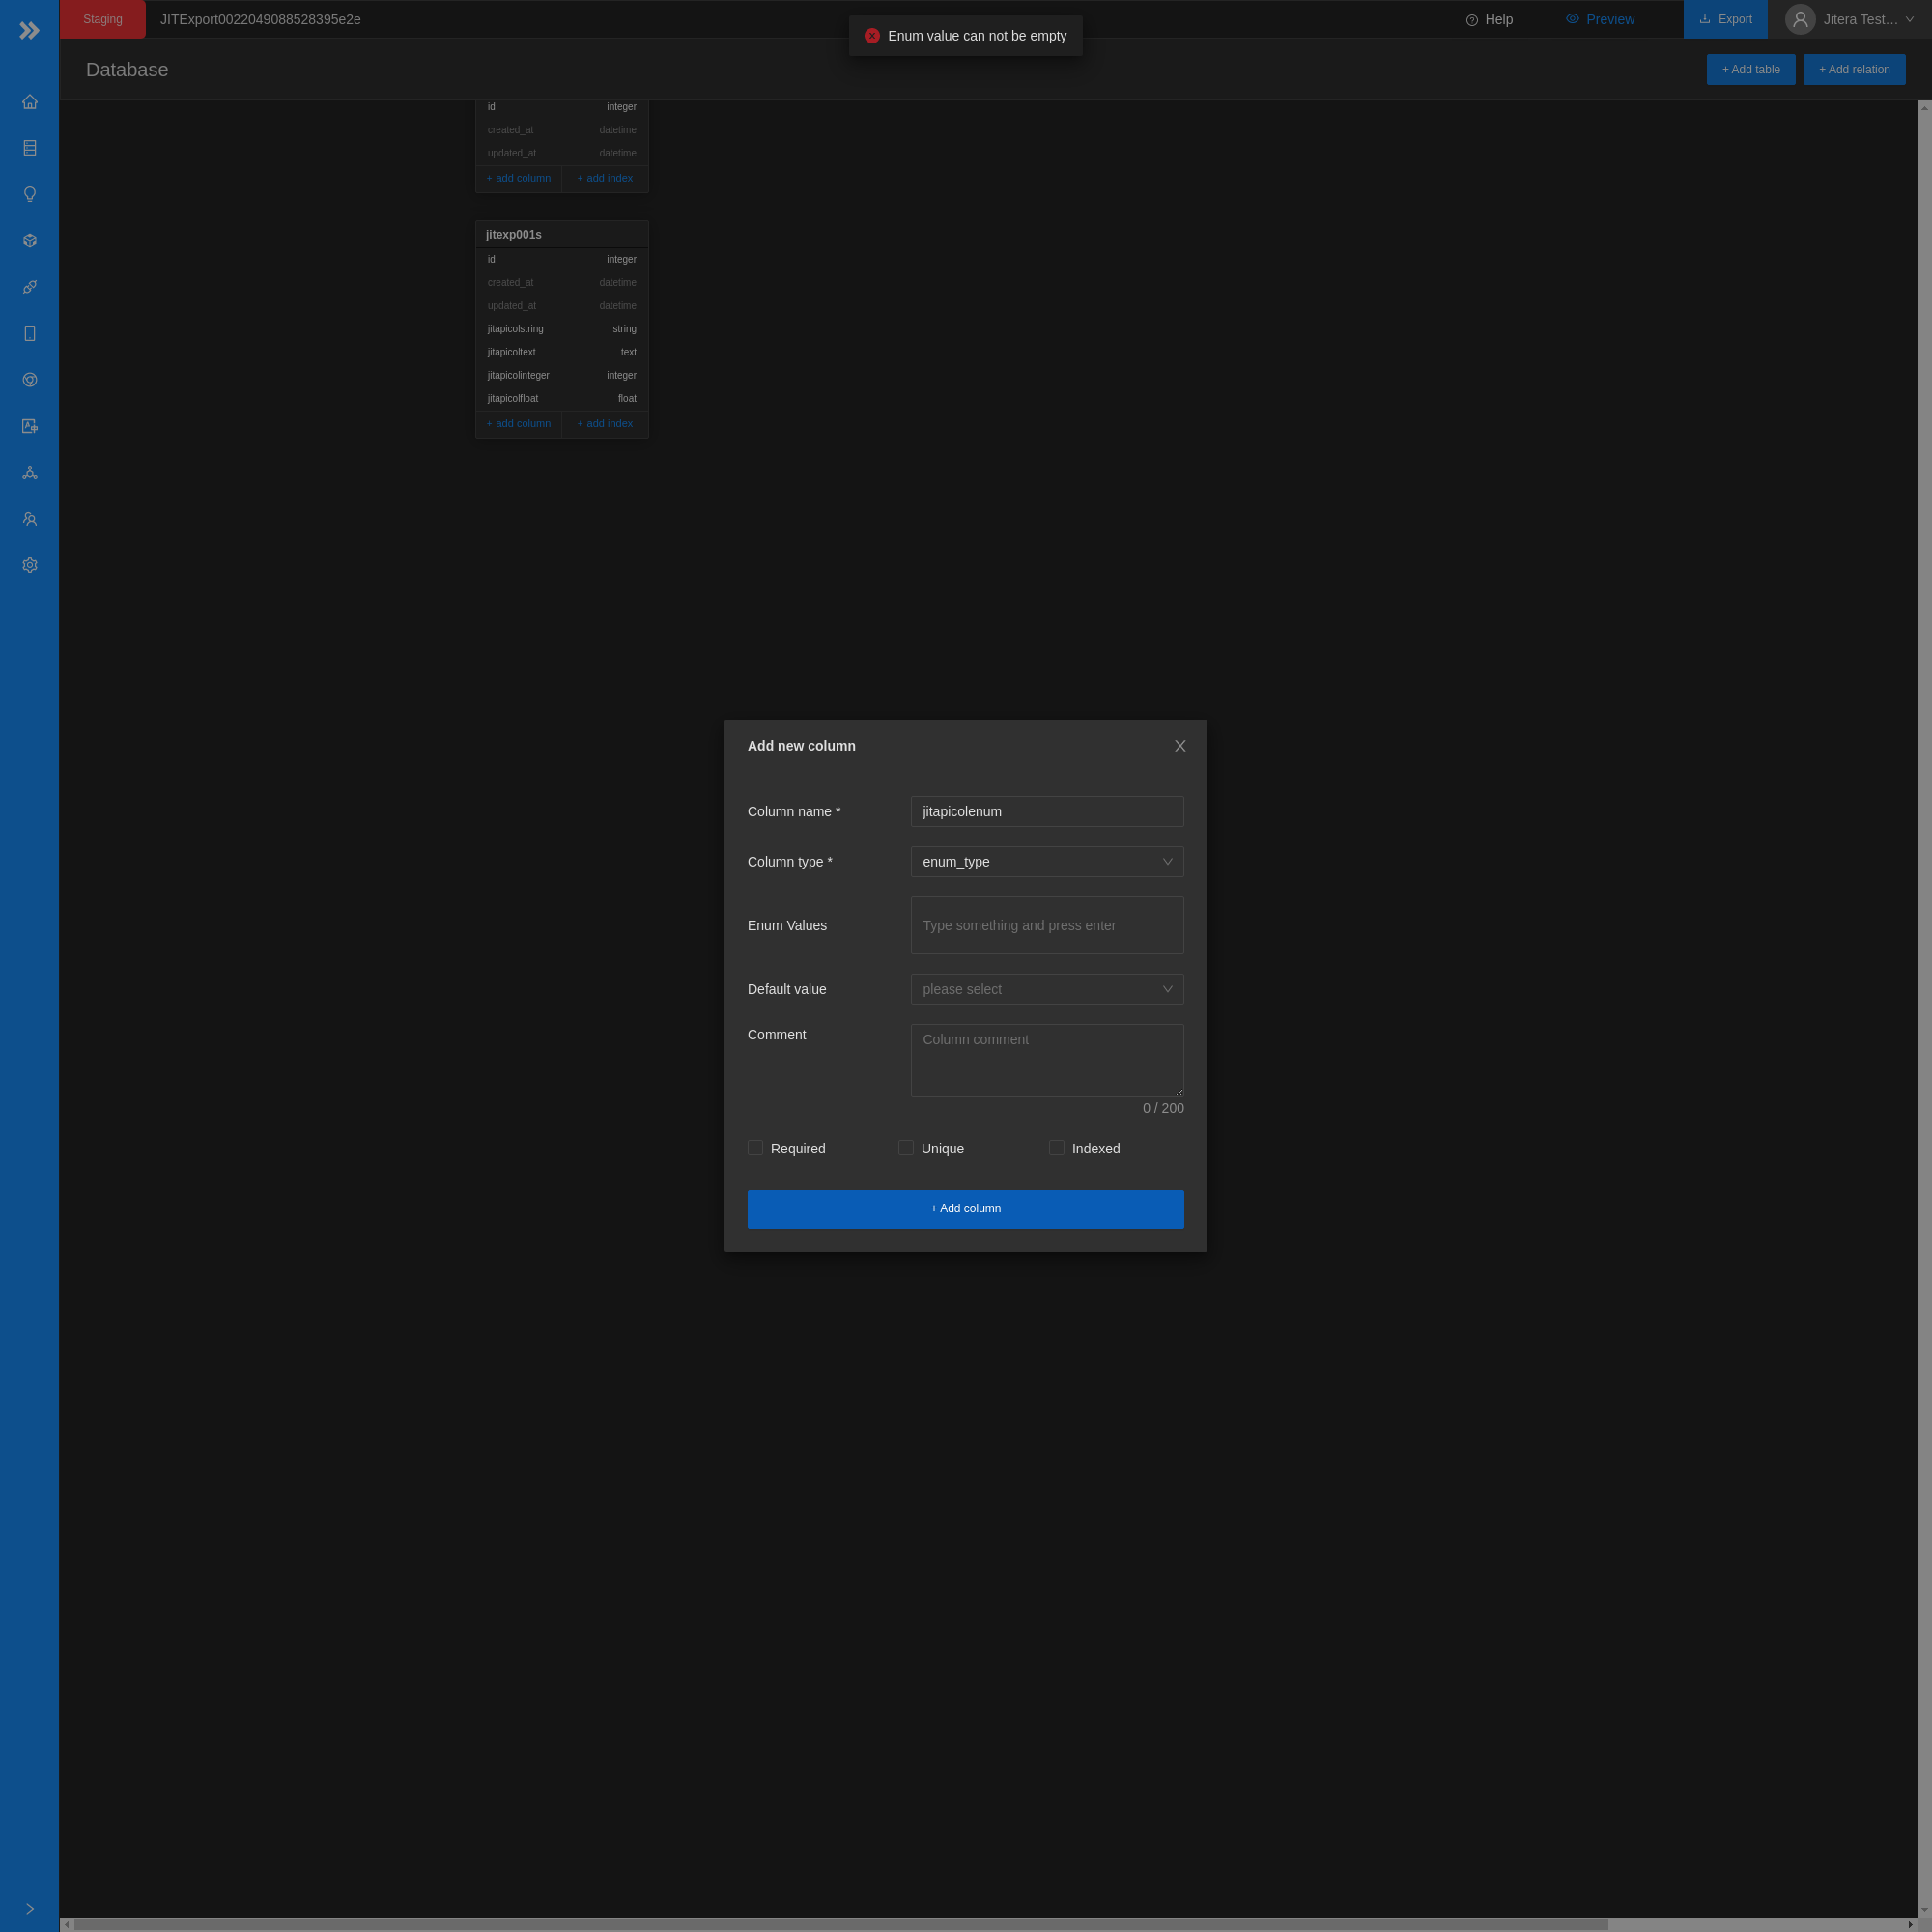 Staging
JITExport0022049088528395e2e
Enum value can not be empty
Help
Preview
Export
Jitera Test…
Database
+ Add table
+ Add relation
id integer
created_at datetime
updated_at datetime
+ add column + add index
jitexp001s
id integer
created_at datetime
updated_at datetime
jitapicolstring string
jitapicoltext text
jitapicolinteger integer
jitapicolfloat float
+ add column + add index
Add new column
Column name * jitapicolenum
Column type * enum_type
Enum Values Type something and press enter
Default value please select
Comment Column comment
0 / 200
Required Unique Indexed
+ Add column